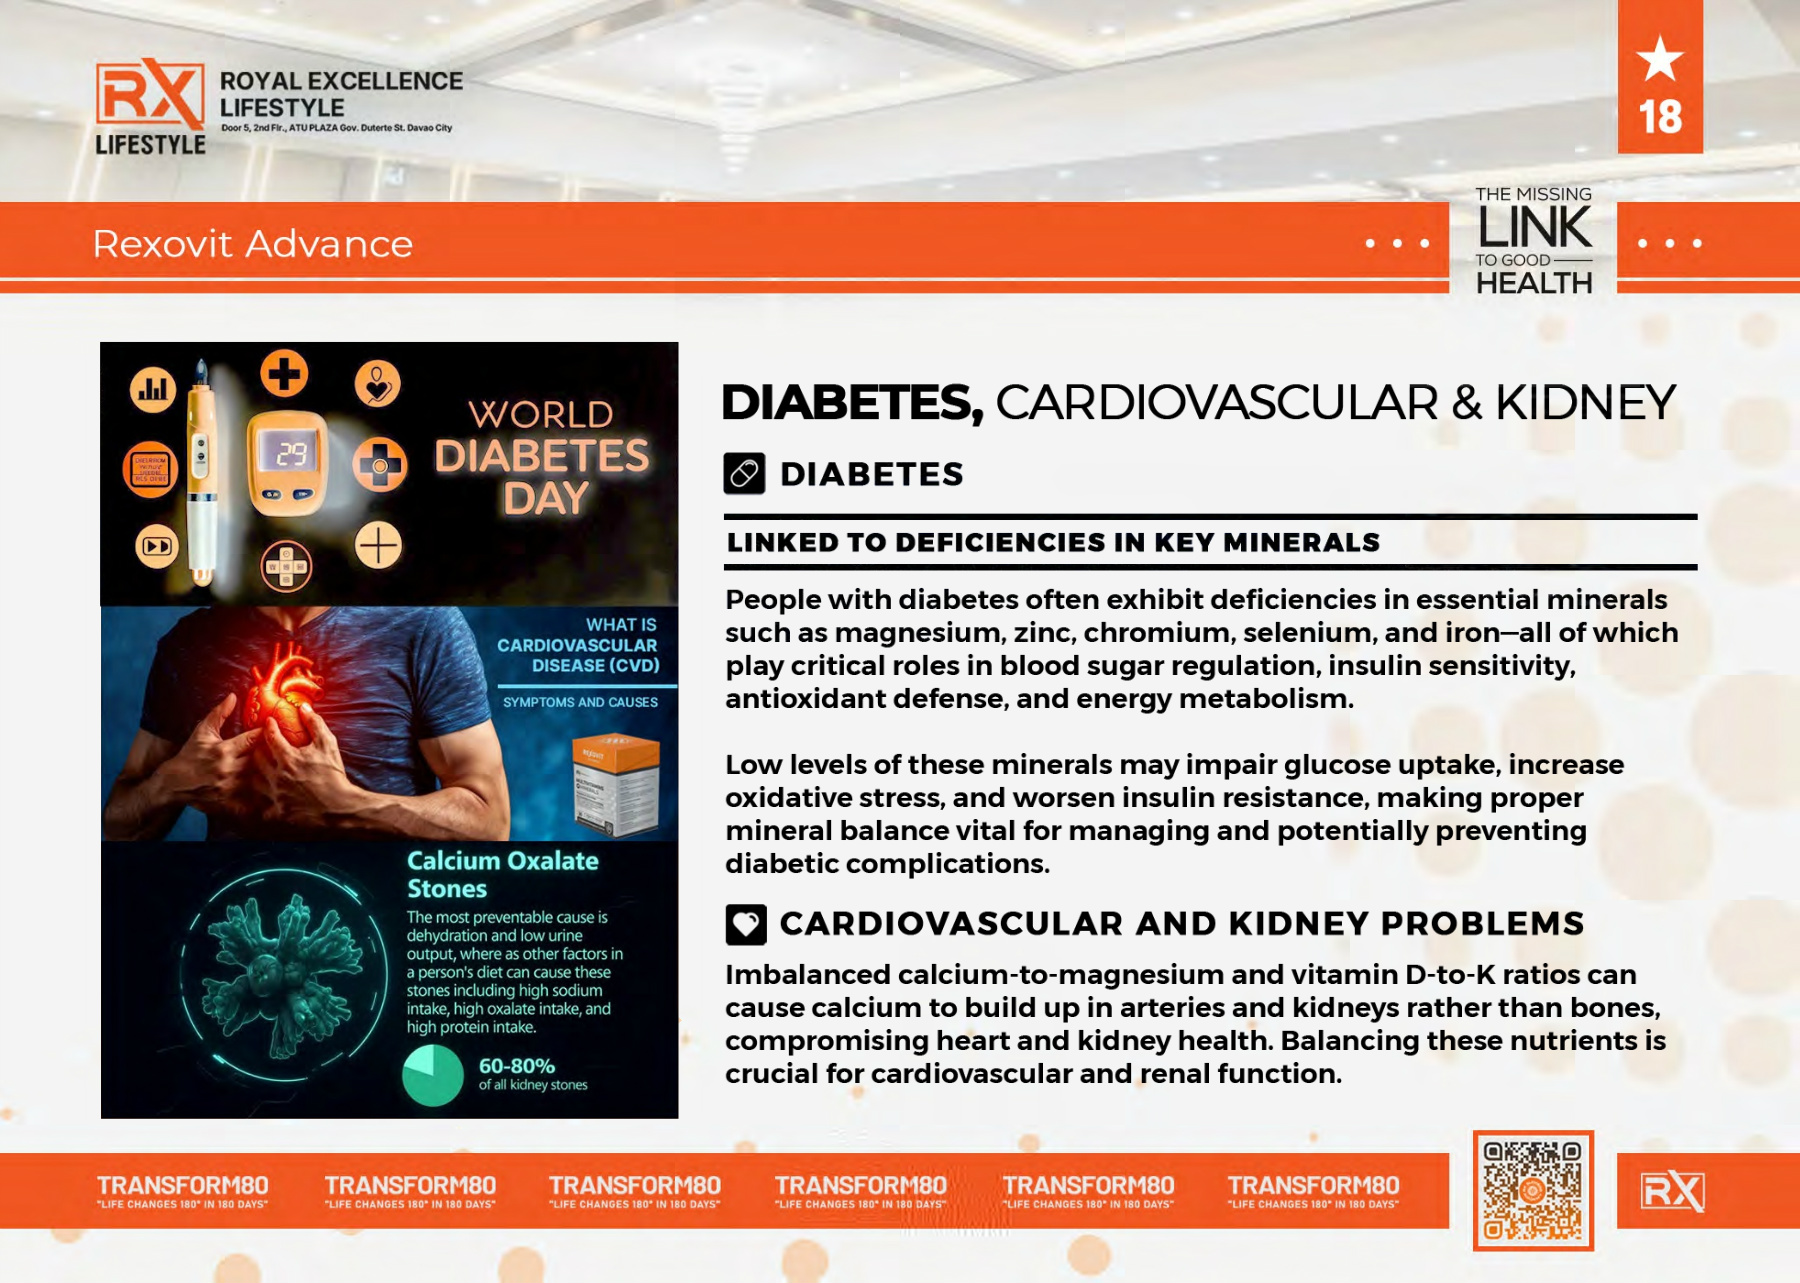 RX
LIFESTYLE
ROYAL EXCELLENCE
LIFESTYLE
Door 5, 2nd Flr., ATU PLAZA Gov. Duterte St. Davao City
18
Rexovit Advance
THE MISSING
LINK
TO GOOD
HEALTH
WORLD
DIABETES
DAY
29
WHAT IS
CARDIOVASCULAR
DISEASE (CVD)
SYMPTOMS AND CAUSES
Calcium Oxalate
Stones
The most preventable cause is
dehydration and low urine
output, where as other factors in
a person's diet can cause these
stones including high sodium
intake, high oxalate intake, and
high protein intake.
60-80%
of all kidney stones
DIABETES, CARDIOVASCULAR & KIDNEY
DIABETES
LINKED TO DEFICIENCIES IN KEY MINERALS
People with diabetes often exhibit deficiencies in essential minerals
such as magnesium, zinc, chromium, selenium, and iron—all of which
play critical roles in blood sugar regulation, insulin sensitivity,
antioxidant defense, and energy metabolism.
Low levels of these minerals may impair glucose uptake, increase
oxidative stress, and worsen insulin resistance, making proper
mineral balance vital for managing and potentially preventing
diabetic complications.
CARDIOVASCULAR AND KIDNEY PROBLEMS
Imbalanced calcium-to-magnesium and vitamin D-to-K ratios can
cause calcium to build up in arteries and kidneys rather than bones,
compromising heart and kidney health. Balancing these nutrients is
crucial for cardiovascular and renal function.
TRANSFORM80 TRANSFORM80 TRANSFORM80 TRANSFORM80 TRANSFORM80 TRANSFORM80
"LIFE CHANGES 180° IN 180 DAYS" "LIFE CHANGES 180° IN 180 DAYS" "LIFE CHANGES 180° IN 180 DAYS" "LIFE CHANGES 180° IN 180 DAYS" "LIFE CHANGES 180° IN 180 DAYS" "LIFE CHANGES 180° IN 180 DAYS"
RX